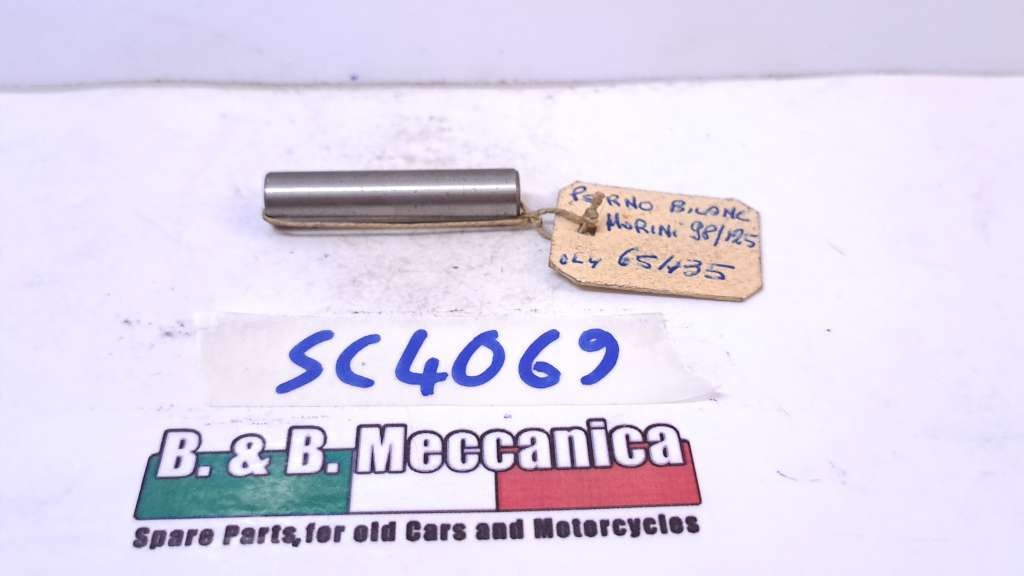 PERNO BILANC
MORINI 98/125
65435
SC4069
B. & B. Meccanica
Spare Parts, for old Cars and Motorcycles